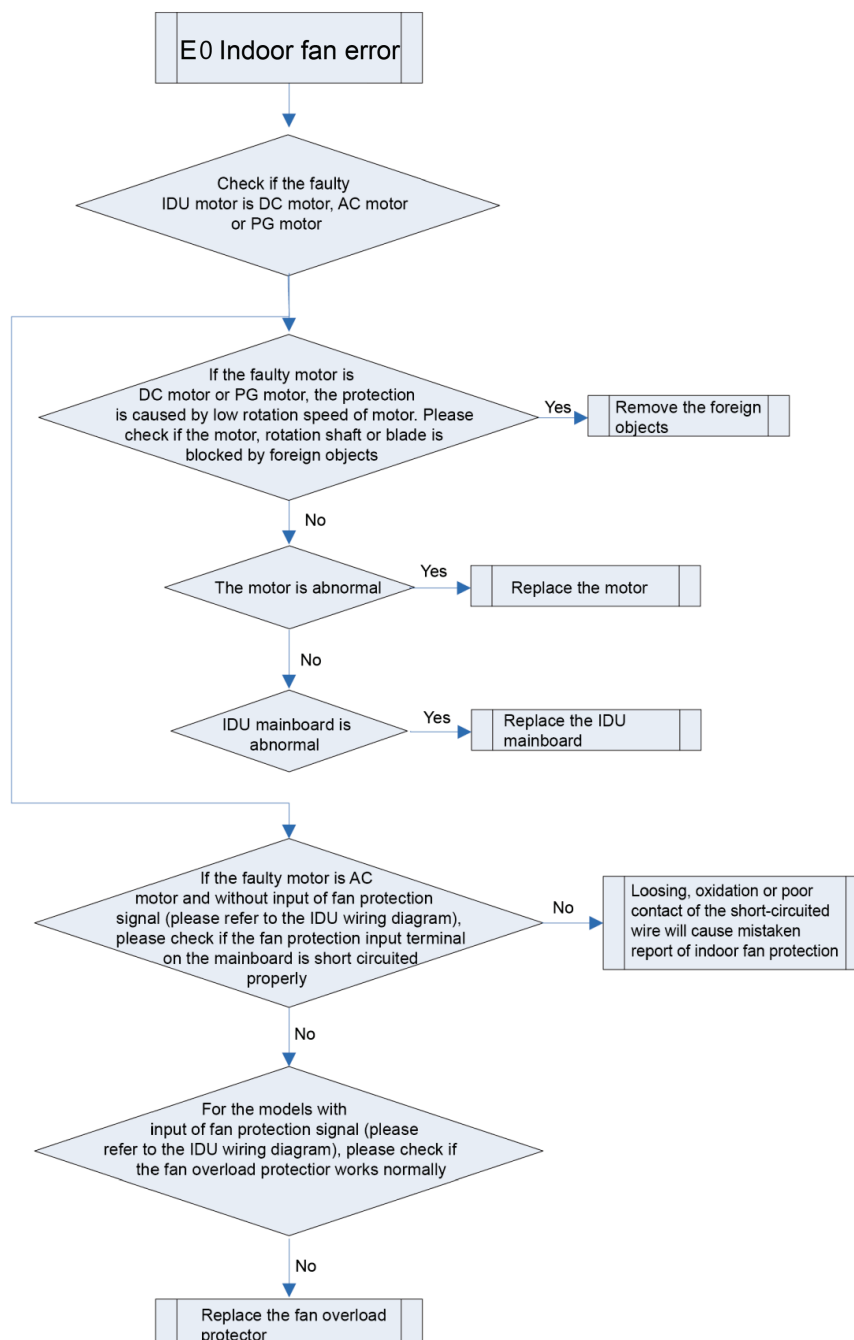 E0 Indoor fan error
Check if the faulty
IDU motor is DC motor, AC motor
or PG motor
If the faulty motor is
DC motor or PG motor, the protection
is caused by low rotation speed of motor. Please
check if the motor, rotation shaft or blade is
blocked by foreign objects
Yes
Remove the foreign
objects
No
The motor is abnormal
Yes
Replace the motor
No
IDU mainboard is
abnormal
Yes
Replace the IDU
mainboard
If the faulty motor is AC
motor and without input of fan protection
signal (please refer to the IDU wiring diagram),
please check if the fan protection input terminal
on the mainboard is short circuited
properly
No
Loosing, oxidation or poor
contact of the short-circuited
wire will cause mistaken
report of indoor fan protection
No
For the models with
input of fan protection signal (please
refer to the IDU wiring diagram), please check if
the fan overload protectior works normally
No
Replace the fan overload
protector